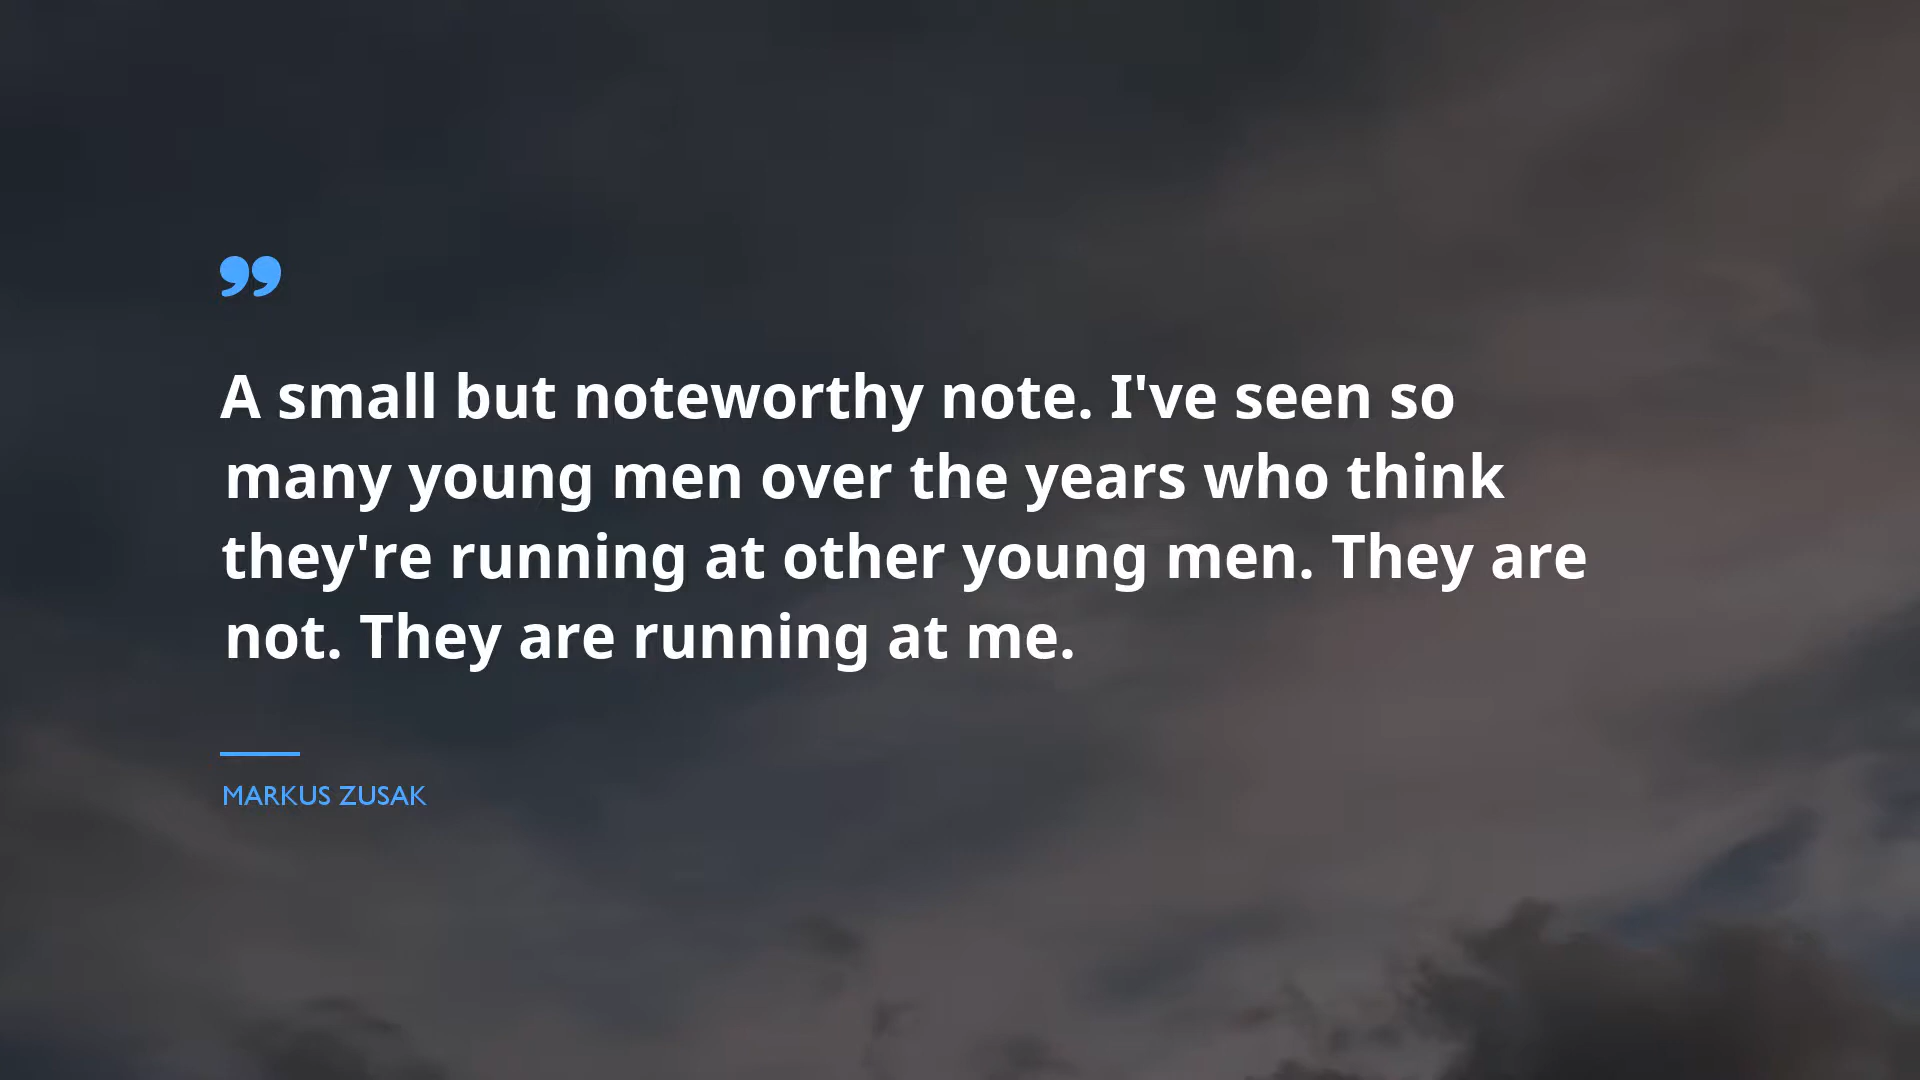 ”
A small but noteworthy note. I've seen so
many young men over the years who think
they're running at other young men. They are
not. They are running at me.
MARKUS ZUSAK